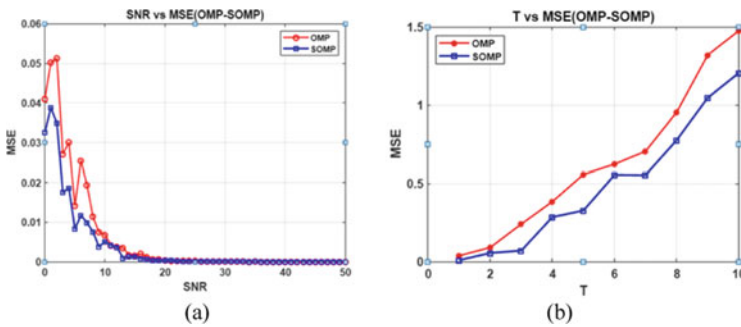 SNR vs MSE(OMP-SOMP)
OMP
SOMP
0.06
0.05
0.04
0.03
0.02
0.01
0
MSE
0 10 20 30 40 50
SNR
(a)
T vs MSE(OMP-SOMP)
OMP
SOMP
1.5
1
0.5
0
MSE
0 2 4 6 8 10
T
(b)